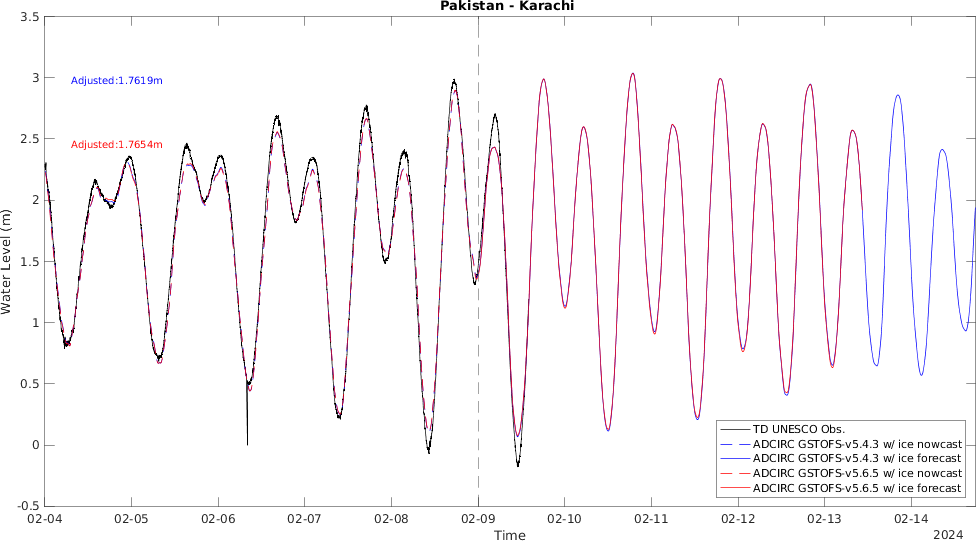 Pakistan - Karachi
3.5
3
2.5
2
1.5
1
0.5
0
-0.5
Water Level (m)
Adjusted:1.7619m
Adjusted:1.7654m
TD UNESCO Obs.
ADCIRC GSTOFS-v5.4.3 w/ ice nowcast
ADCIRC GSTOFS-v5.4.3 w/ ice forecast
ADCIRC GSTOFS-v5.6.5 w/ ice nowcast
ADCIRC GSTOFS-v5.6.5 w/ ice forecast
02-04 02-05 02-06 02-07 02-08 02-09 02-10 02-11 02-12 02-13 02-14
Time
2024